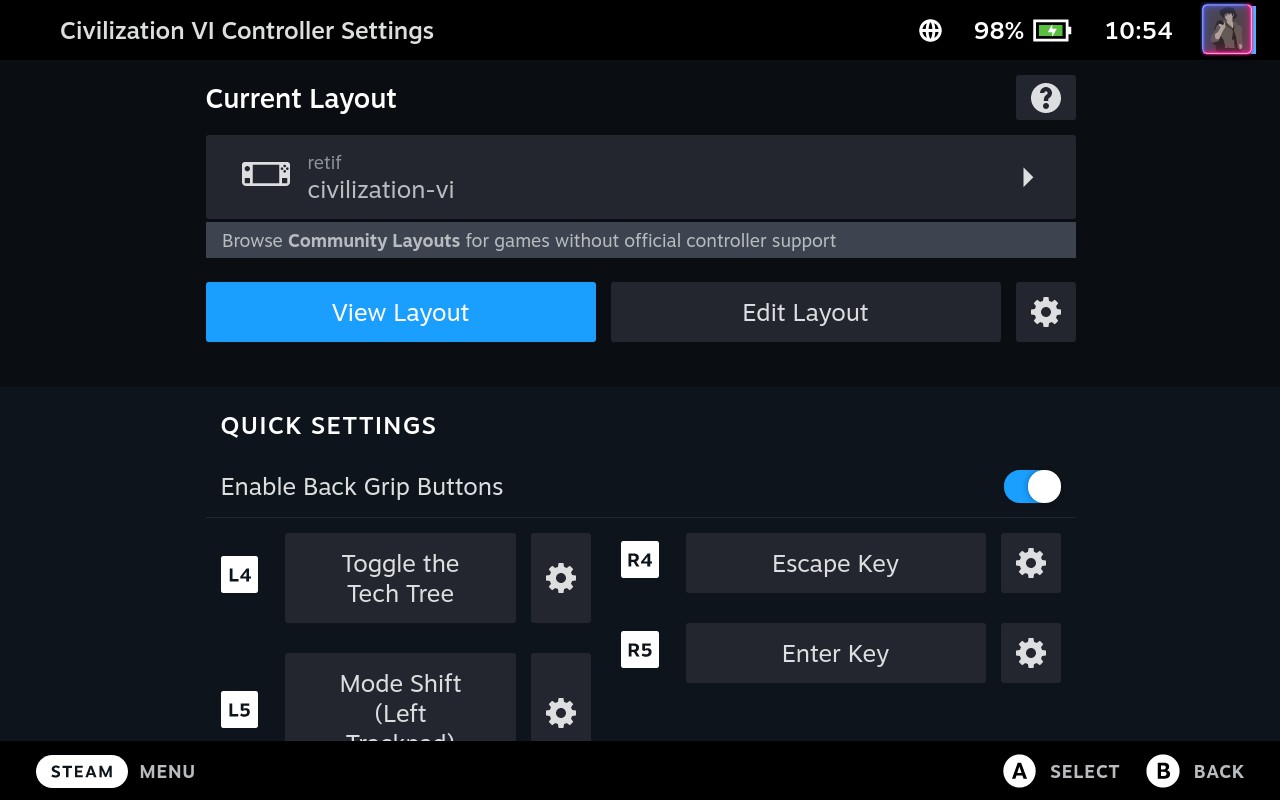 Civilization VI Controller Settings
98%
10:54
Current Layout
retif
civilization-vi
Browse Community Layouts for games without official controller support
View Layout
Edit Layout
QUICK SETTINGS
Enable Back Grip Buttons
L4
Toggle the
Tech Tree
R4
Escape Key
R5
Enter Key
L5
Mode Shift
(Left
Trackpad)
STEAM MENU
A SELECT
B BACK